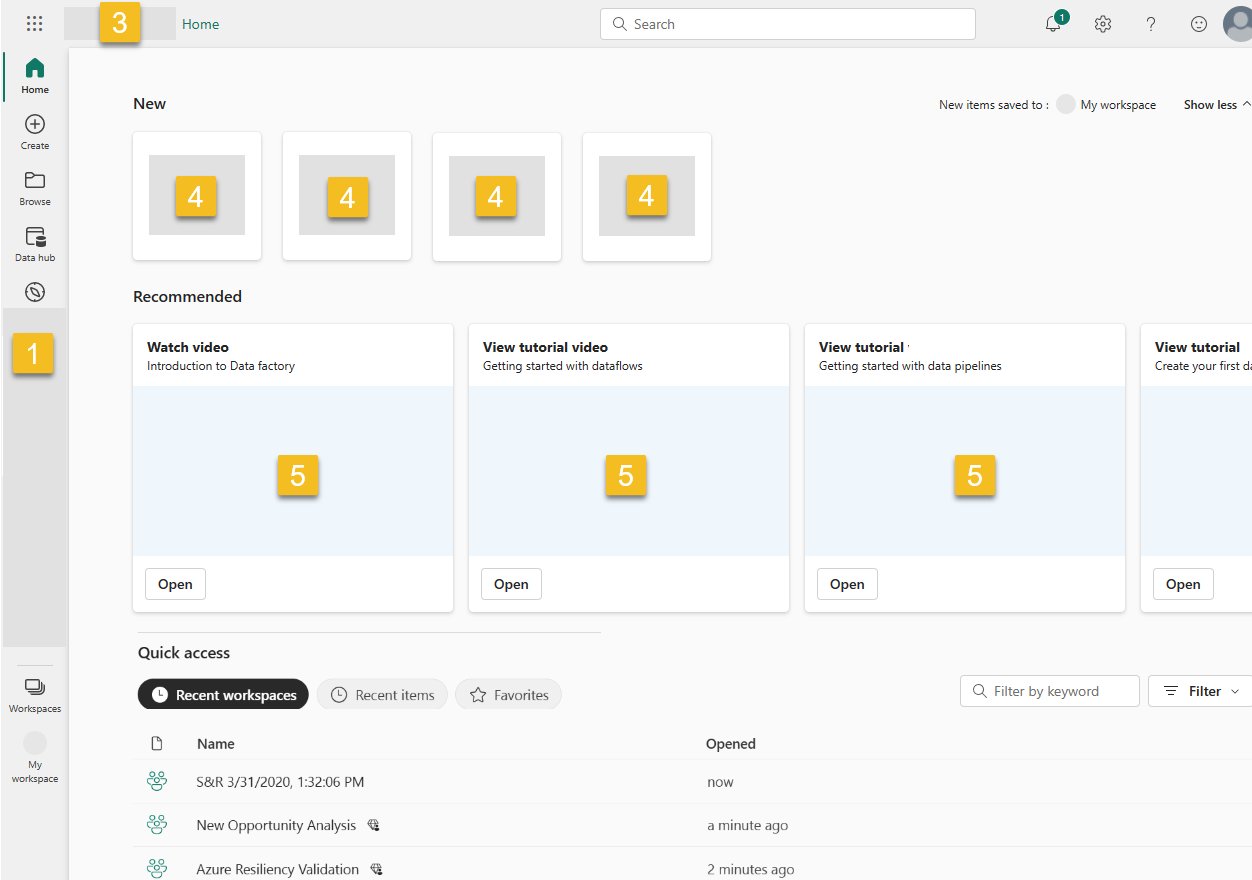 3
Home
Search
1
Home
Create
Browse
Data hub
1
Workspaces
My
workspace
New
New items saved to :
My workspace
Show less
4
4
4
4
Recommended
Watch video
Introduction to Data factory
5
Open
View tutorial video
Getting started with dataflows
5
Open
View tutorial
Getting started with data pipelines
5
Open
View tutorial
Create your first
Open
Quick access
Recent workspaces
Recent items
Favorites
Filter by keyword
Filter
Name
Opened
S&R 3/31/2020, 1:32:06 PM
now
New Opportunity Analysis
a minute ago
Azure Resiliency Validation
2 minutes ago